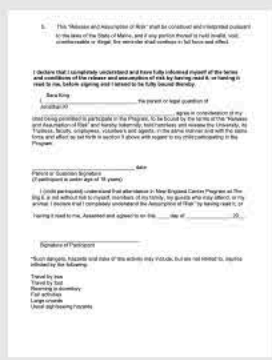 5. This "Release and Assumption of Risk" shall be construed and interpreted pursuant
to the laws of the State of Maine, and if any portion thereof is held invalid, void,
unenforceable or illegal, the remainder shall continue in full force and effect.
I declare that I completely understand and have fully informed myself of the terms
and conditions of the release and assumption of risk by having read it, or having it
read to me, before signing and I intend to be fully bound thereby.
Sara King
I, the parent or legal guardian of
Jonathan
agree in consideration of my
child being permitted to participate in the Program, to be bound by the terms of this "Release
and Assumption of Risk" and hereby indemnify, hold harmless and release the University, its
Trustees, faculty, employees, volunteers and agents, in the same manner and with the same
force and effect as set forth in section 3 above with regard to my child participating in the
Program.
date
Parent or Guardian Signature
(if participant is under age of 18 years)
I (child participant) understand that attendance in New England Center Program at The
Big E is not without risk to myself, members of my family, my guests who may attend, or my
animal. I declare that I completely understand the Assumption of Risk" by having read it, or
having it read to me. Assented and agreed to on this day of 20
Signature of Participant
*Such dangers, hazards and risks of this activity may include, but are not limited to, injuries
inflicted by the following:
Travel by bus
Travel by foot
Rooming in dormitory
Fair activities
Large crowds
Usual sightseeing hazards